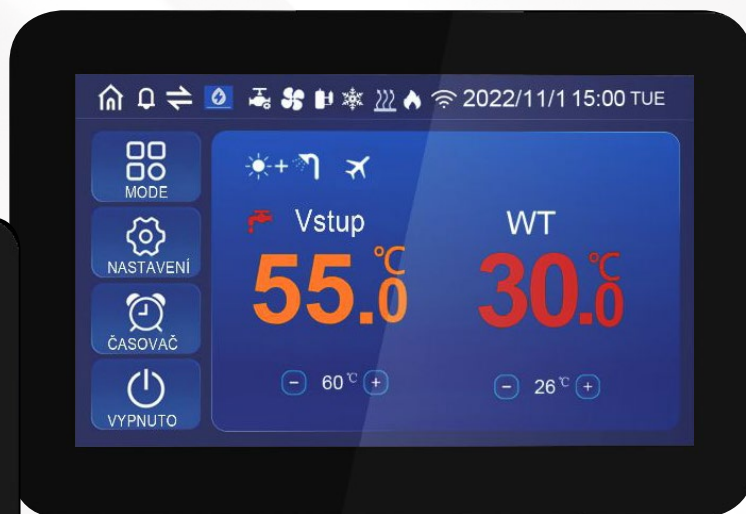 2022/11/1 15:00 TUE
MODE
NASTAVENÍ
ČASOVAČ
VYPNUTO
Vstup
WT
55.0℃
30.0℃
− 60℃ +
− 26℃ +